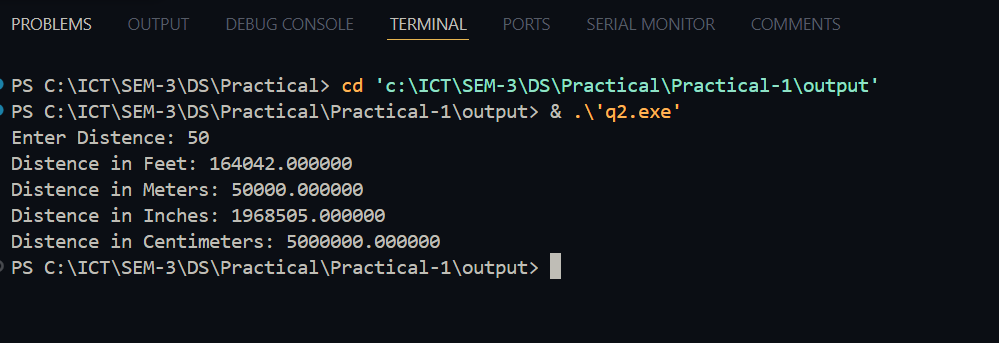 PROBLEMS OUTPUT DEBUG CONSOLE TERMINAL PORTS SERIAL MONITOR COMMENTS
PS C:\ICT\SEM-3\DS\Practical> cd 'c:\ICT\SEM-3\DS\Practical\Practical-1\output'
PS C:\ICT\SEM-3\DS\Practical\Practical-1\output> & .\'q2.exe'
Enter Distence: 50
Distence in Feet: 164042.000000
Distence in Meters: 50000.000000
Distence in Inches: 1968505.000000
Distence in Centimeters: 5000000.000000
PS C:\ICT\SEM-3\DS\Practical\Practical-1\output>